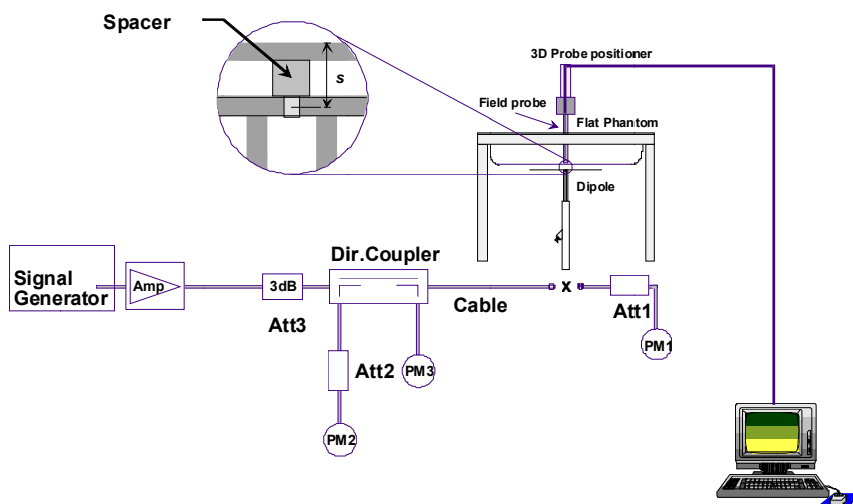 Spacer
s
3D Probe positioner
Field probe
Flat Phantom
Dipole
Dir.Coupler
Signal
Generator
Amp
3dB
Cable
x
Att1
Att3
PM1
Att2
PM3
PM2